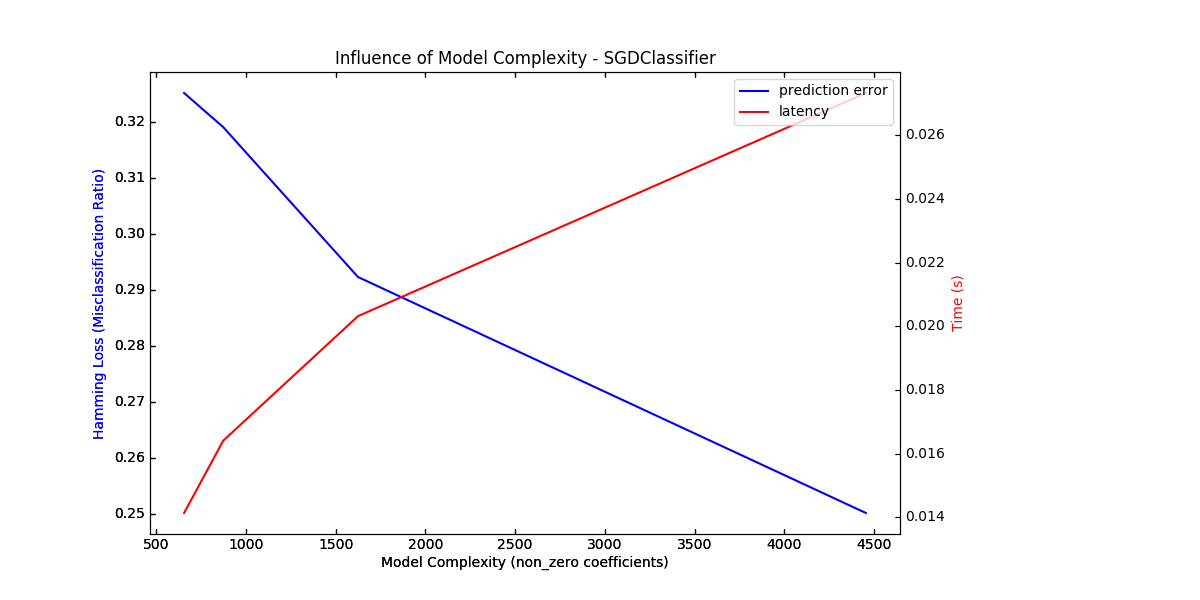 Influence of Model Complexity - SGDClassifier
prediction error
latency
Hamming Loss (Misclassification Ratio)
0.32
0.31
0.30
0.29
0.28
0.27
0.26
0.25
0.026
0.024
0.022
0.020
0.018
0.016
0.014
Time (s)
500 1000 1500 2000 2500 3000 3500 4000 4500
Model Complexity (non_zero coefficients)